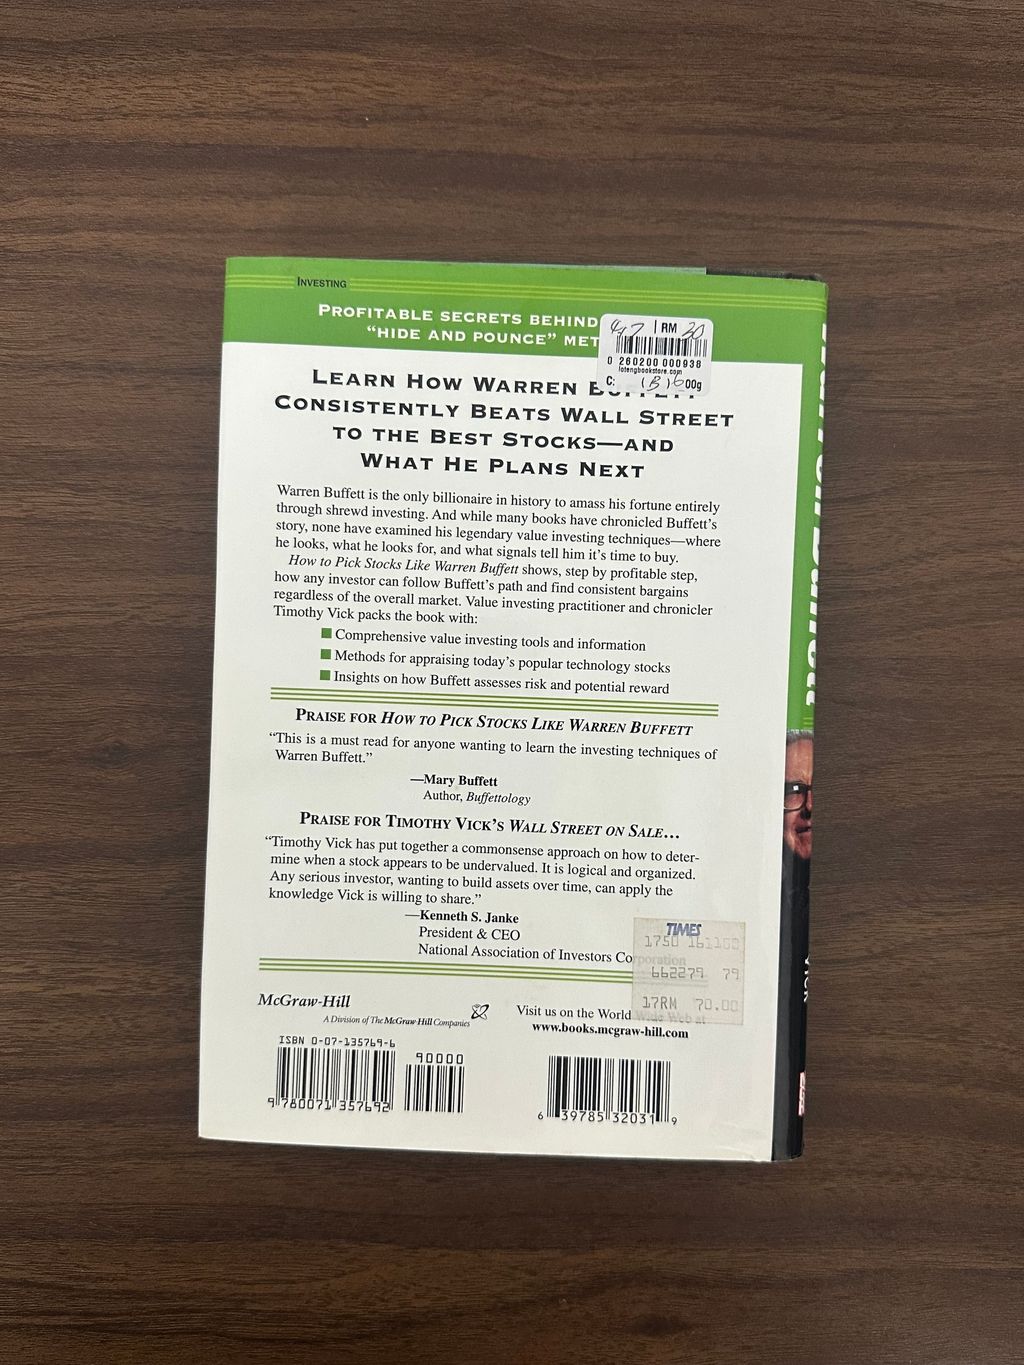 INVESTING
PROFITABLE SECRETS BEHIND
"HIDE AND POUNCE" MET
RM 30
0 260200 000938
lotengbookstore.com
C: (B) 600g
LEARN HOW WARREN BUFFETT
CONSISTENTLY BEATS WALL STREET
TO THE BEST STOCKS—AND
WHAT HE PLANS NEXT
Warren Buffett is the only billionaire in history to amass his fortune entirely
through shrewd investing. And while many books have chronicled Buffett's
story, none have examined his legendary value investing techniques—where
he looks, what he looks for, and what signals tell him it's time to buy.
How to Pick Stocks Like Warren Buffett shows, step by profitable step,
how any investor can follow Buffett's path and find consistent bargains
regardless of the overall market. Value investing practitioner and chronicler
Timothy Vick packs the book with:
Comprehensive value investing tools and information
Methods for appraising today's popular technology stocks
Insights on how Buffett assesses risk and potential reward
PRAISE FOR HOW TO PICK STOCKS LIKE WARREN BUFFETT
"This is a must read for anyone wanting to learn the investing techniques of
Warren Buffett."
—Mary Buffett
Author, Buffettology
PRAISE FOR TIMOTHY VICK'S WALL STREET ON SALE...
"Timothy Vick has put together a commonsense approach on how to deter-
mine when a stock appears to be undervalued. It is logical and organized.
Any serious investor, wanting to build assets over time, can apply the
knowledge Vick is willing to share."
—Kenneth S. Janke
President & CEO
National Association of Investors Corporation
TIMES
1750 161100
662279 79
17RM 70.00
McGraw-Hill
A Division of The McGraw-Hill Companies
Visit us on the World Wide Web at
www.books.mcgraw-hill.com
ISBN 0-07-135769-6
90000
9 780071 357692
6 39785 32031 9
Warren Buffett
VICK